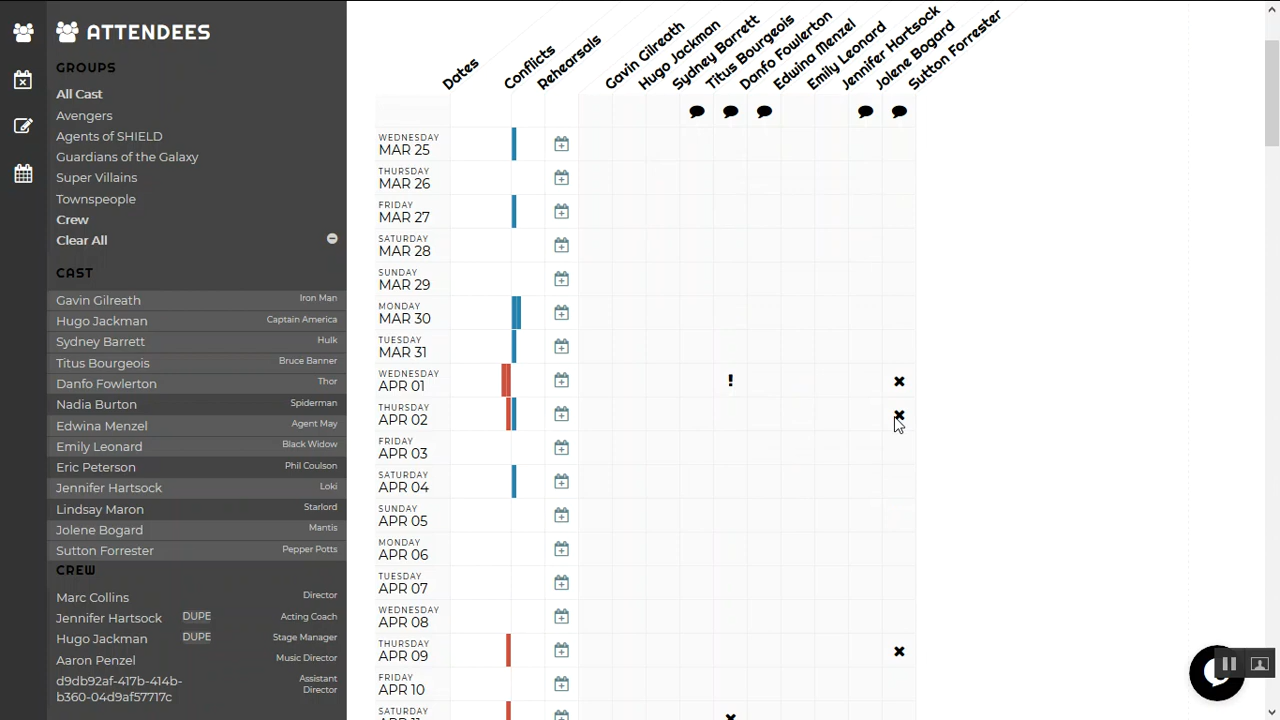 ATTENDEES
GROUPS
All Cast
Avengers
Agents of SHIELD
Guardians of the Galaxy
Super Villains
Townspeople
Crew
Clear All
CAST
Gavin Gilreath Iron Man
Hugo Jackman Captain America
Sydney Barrett Hulk
Titus Bourgeois Bruce Banner
Danfo Fowlerton Thor
Nadia Burton Spiderman
Edwina Menzel Agent May
Emily Leonard Black Widow
Eric Peterson Phil Coulson
Jennifer Hartsock Loki
Lindsay Maron Starlord
Jolene Bogard Mantis
Sutton Forrester Pepper Potts
CREW
Marc Collins Director
Jennifer Hartsock DUPE Acting Coach
Hugo Jackman DUPE Stage Manager
Aaron Penzel Music Director
d9db92af-417b-414b- Assistant
b360-04d9af57717c Director
Dates
Conflicts
Rehearsals
Gavin Gilreath
Hugo Jackman
Sydney Barrett
Titus Bourgeois
Danfo Fowlerton
Edwina Menzel
Emily Leonard
Jennifer Hartsock
Jolene Bogard
Sutton Forrester
WEDNESDAY
MAR 25
THURSDAY
MAR 26
FRIDAY
MAR 27
SATURDAY
MAR 28
SUNDAY
MAR 29
MONDAY
MAR 30
TUESDAY
MAR 31
WEDNESDAY
APR 01
!
THURSDAY
APR 02
FRIDAY
APR 03
SATURDAY
APR 04
SUNDAY
APR 05
MONDAY
APR 06
TUESDAY
APR 07
WEDNESDAY
APR 08
THURSDAY
APR 09
FRIDAY
APR 10
SATURDAY
APR 11